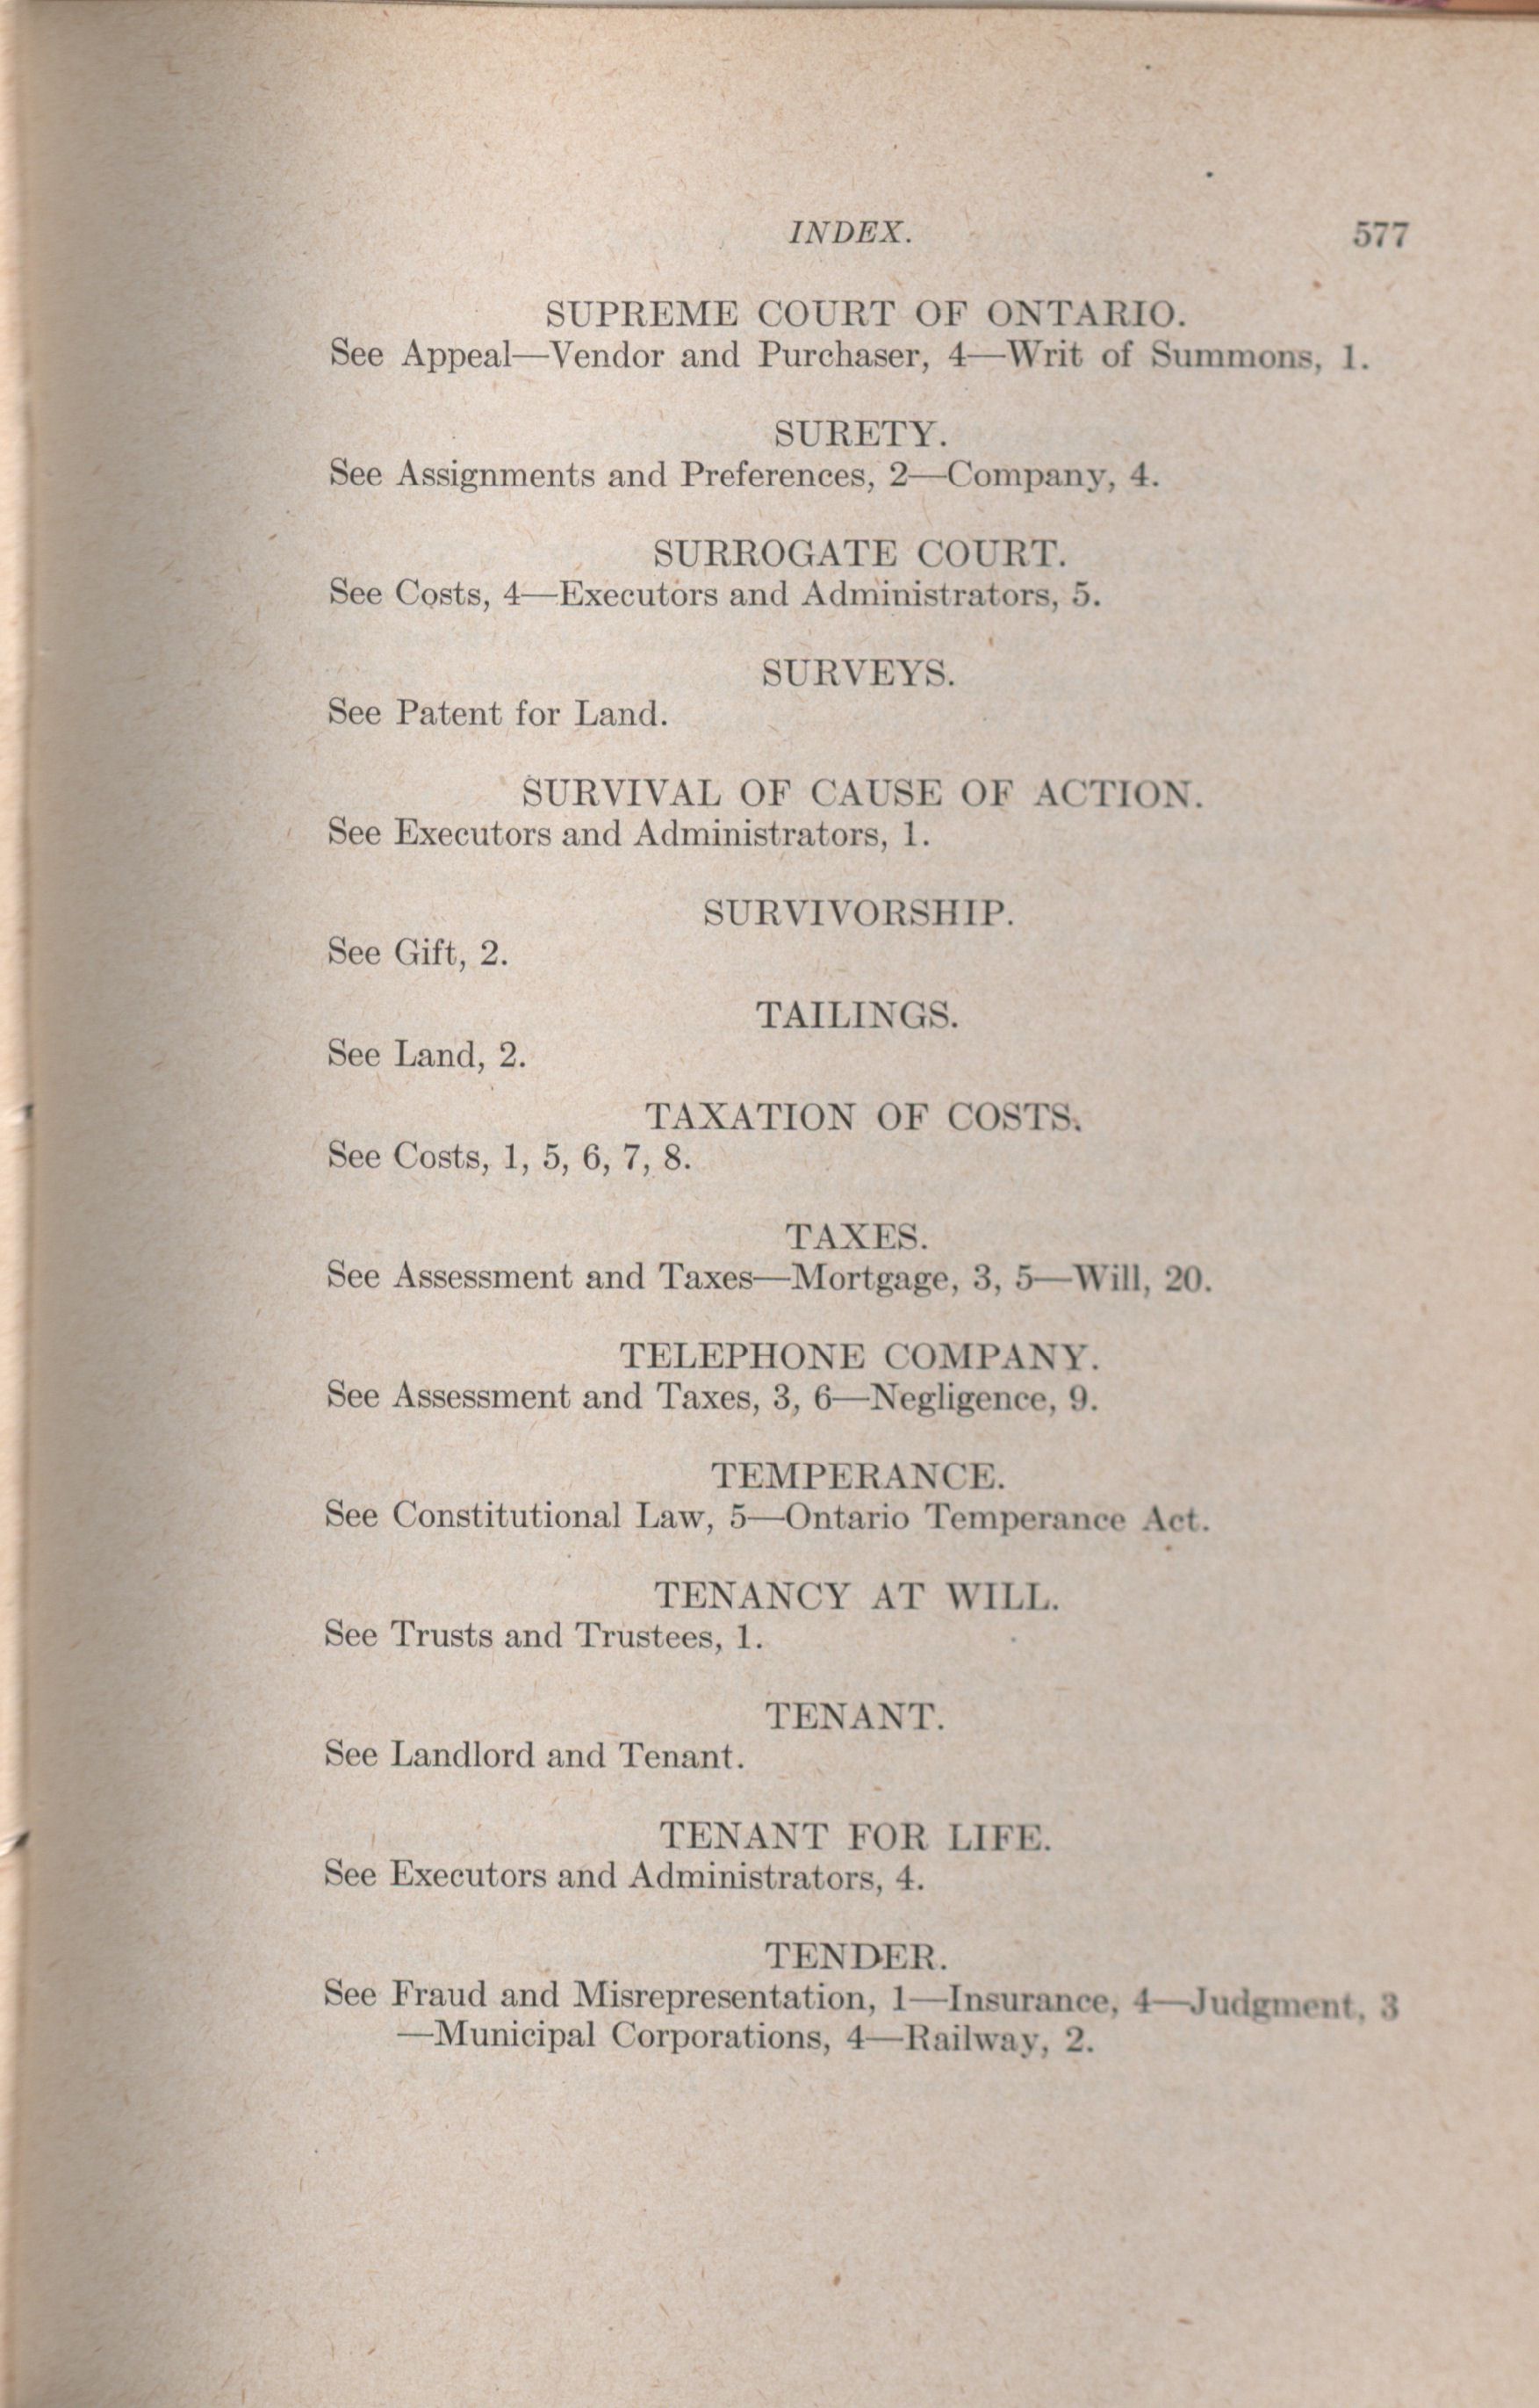 INDEX. 577
SUPREME COURT OF ONTARIO.
See Appeal—Vendor and Purchaser, 4—Writ of Summons, 1.
SURETY.
See Assignments and Preferences, 2—Company, 4.
SURROGATE COURT.
See Costs, 4—Executors and Administrators, 5.
SURVEYS.
See Patent for Land.
SURVIVAL OF CAUSE OF ACTION.
See Executors and Administrators, 1.
SURVIVORSHIP.
See Gift, 2.
TAILINGS.
See Land, 2.
TAXATION OF COSTS.
See Costs, 1, 5, 6, 7, 8.
TAXES.
See Assessment and Taxes—Mortgage, 3, 5—Will, 20.
TELEPHONE COMPANY.
See Assessment and Taxes, 3, 6—Negligence, 9.
TEMPERANCE.
See Constitutional Law, 5—Ontario Temperance Act.
TENANCY AT WILL.
See Trusts and Trustees, 1.
TENANT.
See Landlord and Tenant.
TENANT FOR LIFE.
See Executors and Administrators, 4.
TENDER.
See Fraud and Misrepresentation, 1—Insurance, 4—Judgment, 3
—Municipal Corporations, 4—Railway, 2.